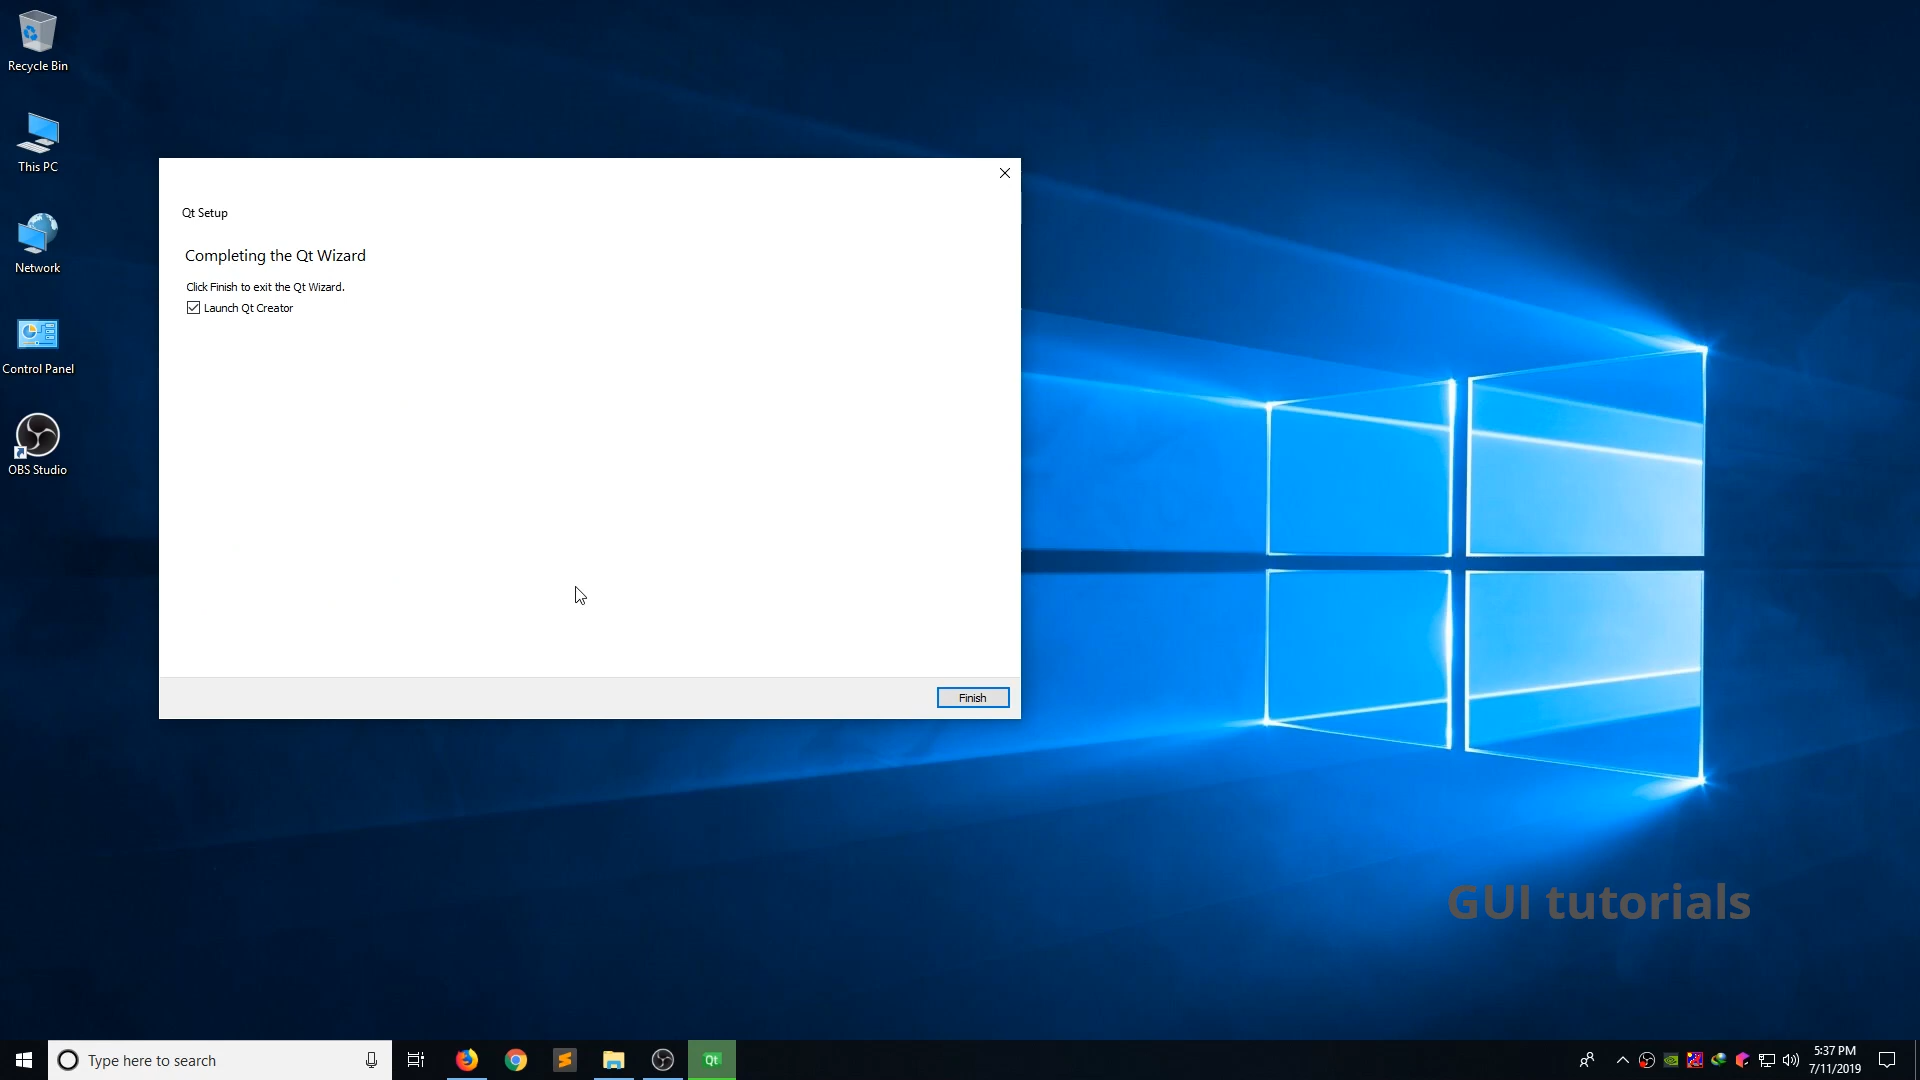 Recycle Bin
This PC
Network
Control Panel
OBS Studio
Qt Setup
Completing the Qt Wizard
Click Finish to exit the Qt Wizard.
Launch Qt Creator
Finish
GUI tutorials
Type here to search
Qt
5:37 PM
7/11/2019